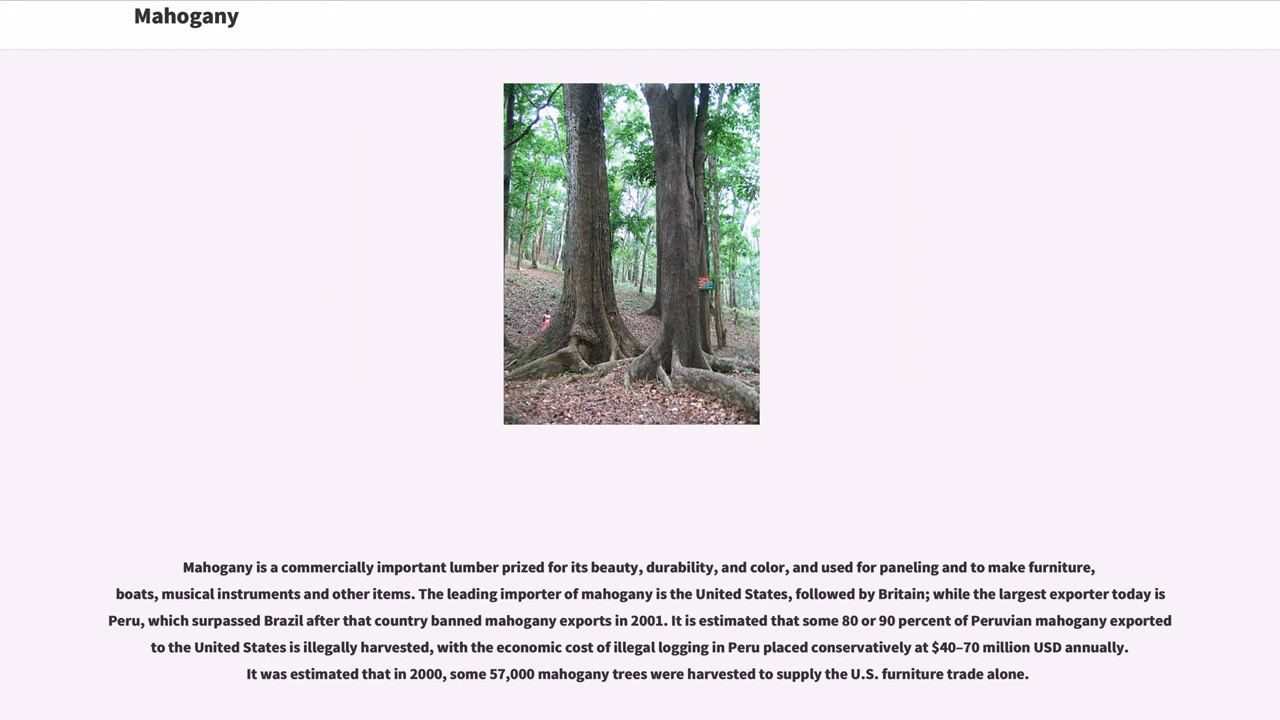 Mahogany
Mahogany is a commercially important lumber prized for its beauty, durability, and color, and used for paneling and to make furniture,
boats, musical instruments and other items. The leading importer of mahogany is the United States, followed by Britain; while the largest exporter today is
Peru, which surpassed Brazil after that country banned mahogany exports in 2001. It is estimated that some 80 or 90 percent of Peruvian mahogany exported
to the United States is illegally harvested, with the economic cost of illegal logging in Peru placed conservatively at $40–70 million USD annually.
It was estimated that in 2000, some 57,000 mahogany trees were harvested to supply the U.S. furniture trade alone.